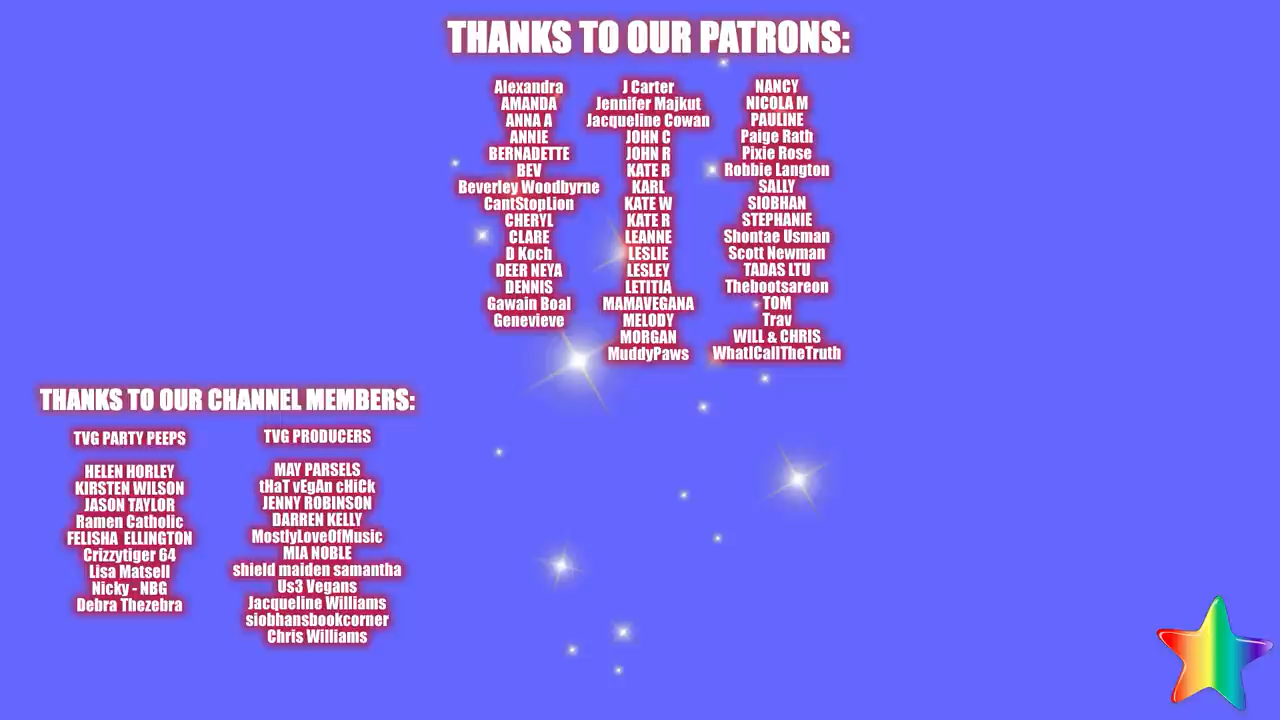 THANKS TO OUR PATRONS:
Alexandra
AMANDA
ANNA A
ANNIE
BERNADETTE
BEV
Beverley Woodbyrne
CantStopLion
CHERYL
CLARE
D Koch
DEER NEYA
DENNIS
Gawain Boal
Genevieve
J Carter
Jennifer Majkut
Jacqueline Cowan
JOHN C
JOHN R
KATE R
KARL
KATE W
KATE R
LEANNE
LESLIE
LESLEY
LETITIA
MAMAVEGANA
MELODY
MORGAN
MuddyPaws
NANCY
NICOLA M
PAULINE
Paige Rath
Pixie Rose
Robbie Langton
SALLY
SIOBHAN
STEPHANIE
Shontae Usman
Scott Newman
TADAS LTU
Thebootsareon
TOM
Trav
WILL & CHRIS
WhatICallTheTruth
THANKS TO OUR CHANNEL MEMBERS:
TVG PARTY PEEPS
HELEN HORLEY
KIRSTEN WILSON
JASON TAYLOR
Ramen Catholic
FELISHA ELLINGTON
Crizzytiger 64
Lisa Matsell
Nicky - NBG
Debra Thezebra
TVG PRODUCERS
MAY PARSELS
tHaT vEgAn cHiCk
JENNY ROBINSON
DARREN KELLY
MostlyLoveOfMusic
MIA NOBLE
shield maiden samantha
Us3 Vegans
Jacqueline Williams
siobhansbookcorner
Chris Williams